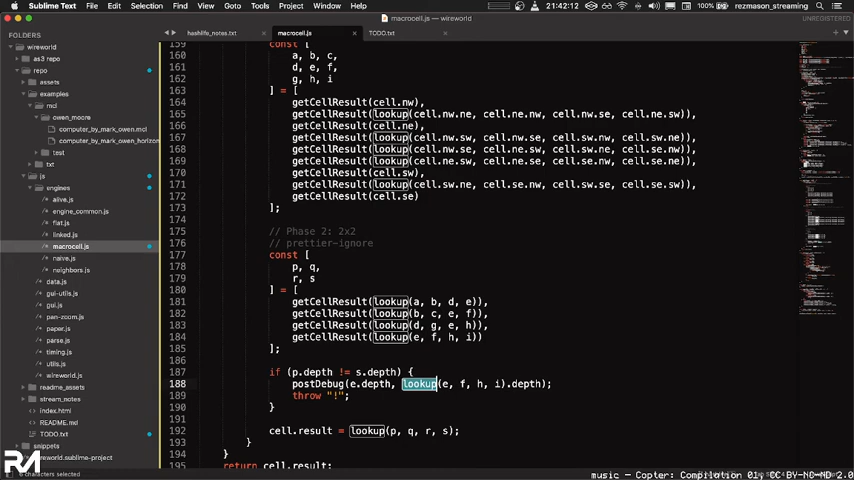 Sublime Text File Edit Selection Find View Goto Tools Project Window Help 100% 21:42:12 rezmason_streaming
macrocell.js — wireworld
UNREGISTERED
FOLDERS
wireworld
as3 repo
repo
assets
examples
mcl
owen_moore
computer_by_mark_owen.mcl
computer_by_mark_owen_horizon
test
txt
js
engines
alive.js
engine_common.js
flat.js
linked.js
macrocell.js
naive.js
neighbors.js
data.js
gui-utils.js
gui.js
pan-zoom.js
paper.js
parse.js
timing.js
utils.js
wireworld.js
readme_assets
stream_notes
index.html
README.md
TODO.txt
snippets
wireworld.sublime-project
hashlife_notes.txt
macrocell.js
TODO.txt
159 const [
160 a, b, c,
161 d, e, f,
162 g, h, i
163 ] = [
164 getCellResult(cell.nw),
165 getCellResult(lookup(cell.nw.ne, cell.ne.nw, cell.nw.se, cell.ne.sw)),
166 getCellResult(cell.ne),
167 getCellResult(lookup(cell.nw.sw, cell.nw.se, cell.sw.nw, cell.sw.ne)),
168 getCellResult(lookup(cell.nw.se, cell.ne.sw, cell.sw.ne, cell.se.nw)),
169 getCellResult(lookup(cell.ne.sw, cell.ne.se, cell.se.nw, cell.se.ne)),
170 getCellResult(cell.sw),
171 getCellResult(lookup(cell.sw.ne, cell.se.nw, cell.sw.se, cell.se.sw)),
172 getCellResult(cell.se)
173 ];
174
175 // Phase 2: 2x2
176 // prettier-ignore
177 const [
178 p, q,
179 r, s
180 ] = [
181 getCellResult(lookup(a, b, d, e)),
182 getCellResult(lookup(b, c, e, f)),
183 getCellResult(lookup(d, g, e, h)),
184 getCellResult(lookup(e, f, h, i))
185 ];
186
187 if (p.depth != s.depth) {
188 postDebug(e.depth, lookup(e, f, h, i).depth);
189 throw "!";
190 }
191
192 cell.result = lookup(p, q, r, s);
193 }
194 }
195 return cell.result;
6 characters selected
music - Copter: Compilation 01, CC BY-NC-ND 2.0